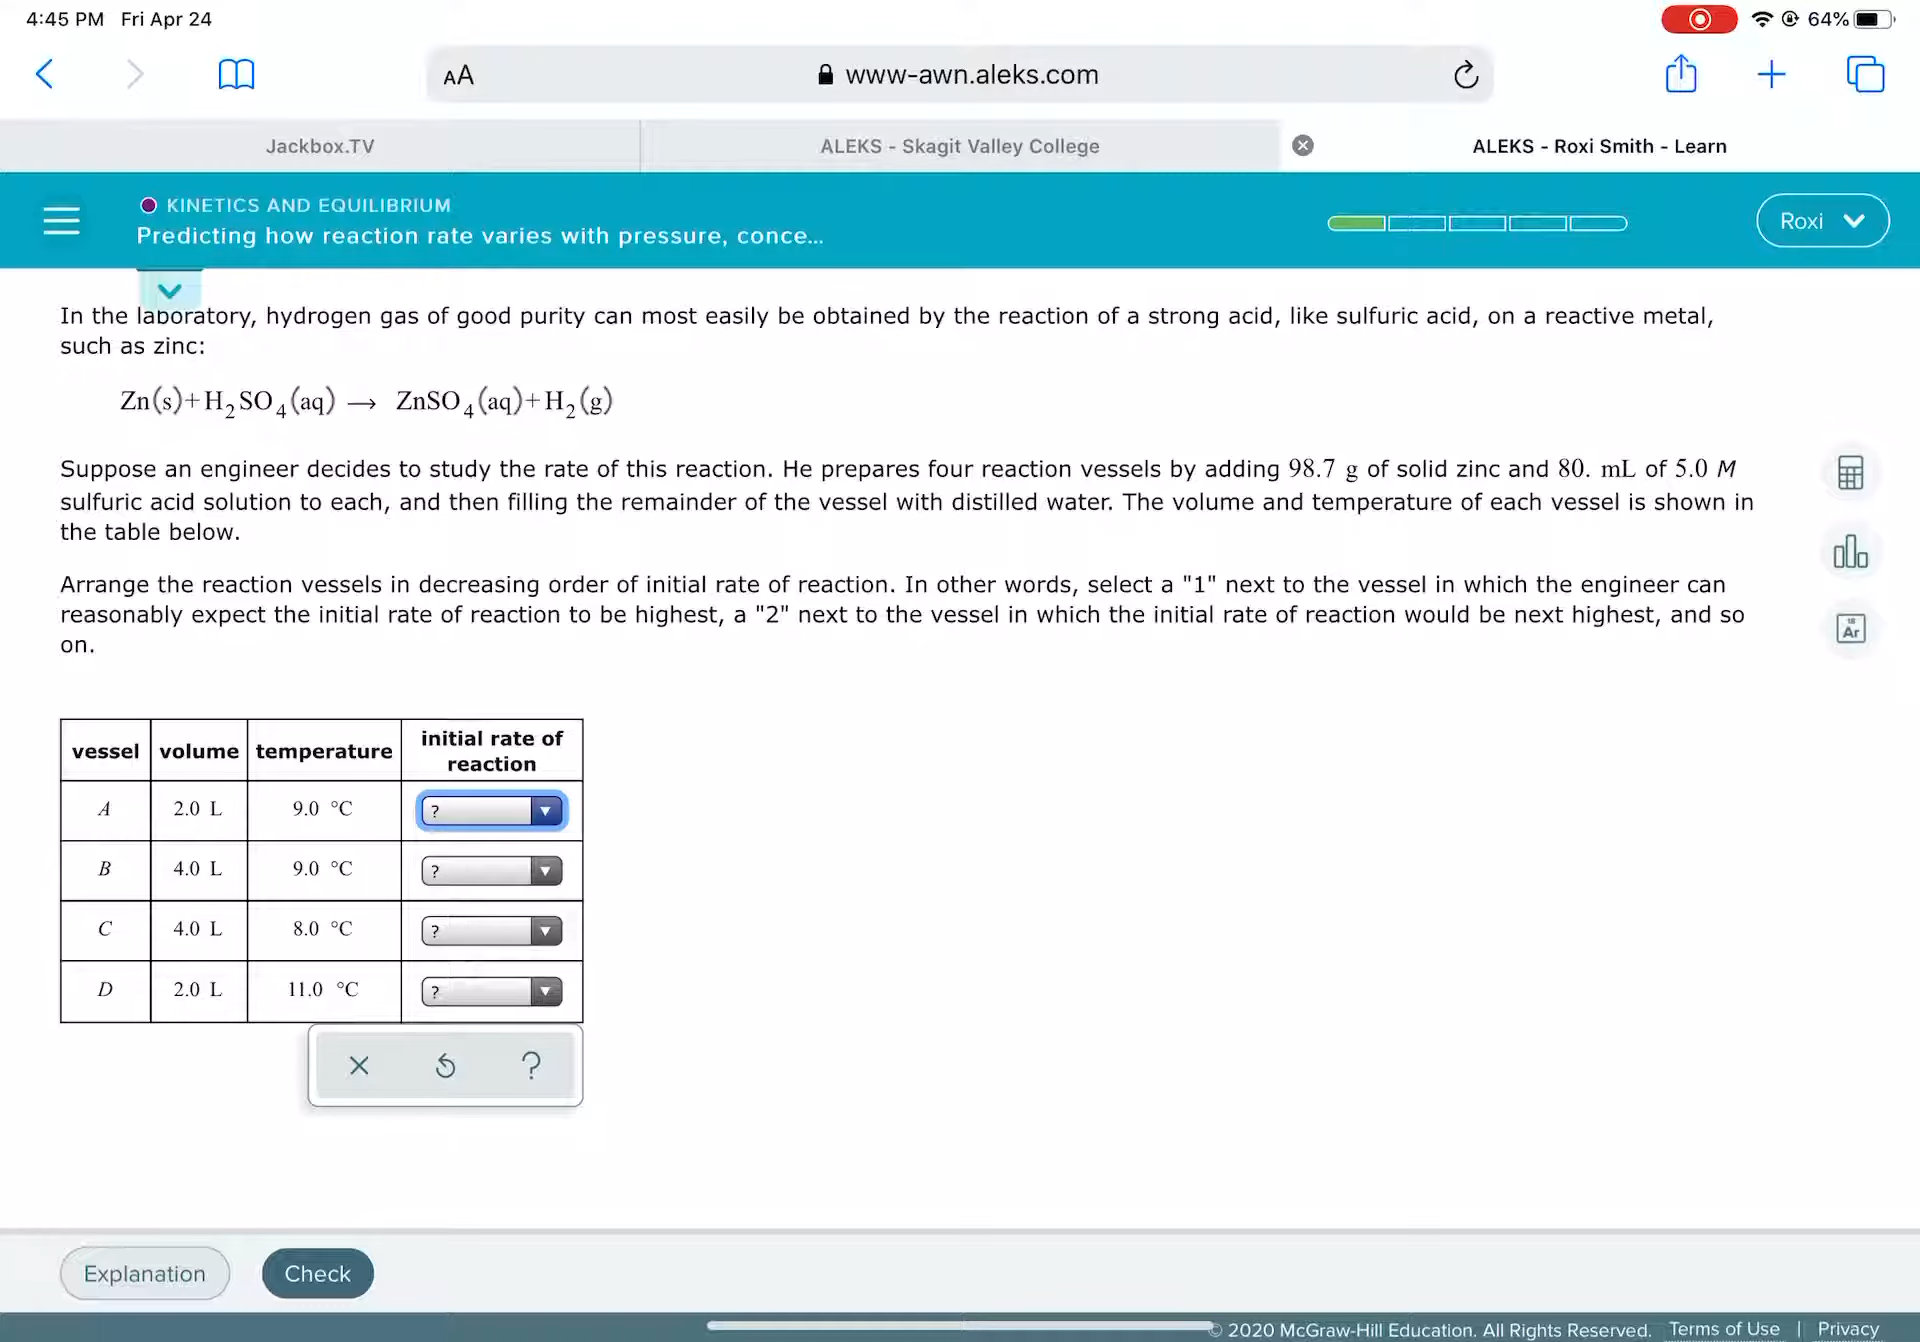 4:45 PM Fri Apr 24
64%
AA
www-awn.aleks.com
Jackbox.TV
ALEKS - Skagit Valley College
ALEKS - Roxi Smith - Learn
KINETICS AND EQUILIBRIUM
Predicting how reaction rate varies with pressure, conce...
Roxi
In the laboratory, hydrogen gas of good purity can most easily be obtained by the reaction of a strong acid, like sulfuric acid, on a reactive metal,
such as zinc:
Zn(s)+H₂SO₄(aq) → ZnSO₄(aq)+H₂(g)
Suppose an engineer decides to study the rate of this reaction. He prepares four reaction vessels by adding 98.7 g of solid zinc and 80. mL of 5.0 M
sulfuric acid solution to each, and then filling the remainder of the vessel with distilled water. The volume and temperature of each vessel is shown in
the table below.
Arrange the reaction vessels in decreasing order of initial rate of reaction. In other words, select a "1" next to the vessel in which the engineer can
reasonably expect the initial rate of reaction to be highest, a "2" next to the vessel in which the initial rate of reaction would be next highest, and so
on.
18
Ar
vessel volume temperature initial rate of reaction
A 2.0 L 9.0 °C ?
B 4.0 L 9.0 °C ?
C 4.0 L 8.0 °C ?
D 2.0 L 11.0 °C ?
?
Explanation
Check
© 2020 McGraw-Hill Education. All Rights Reserved. Terms of Use | Privacy